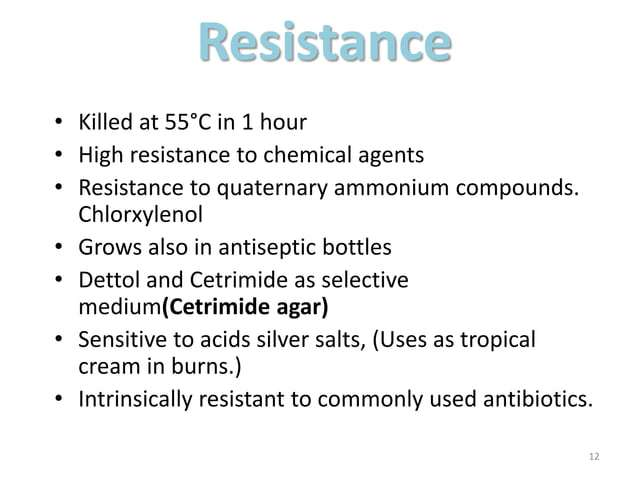 Resistance
• Killed at 55°C in 1 hour
• High resistance to chemical agents
• Resistance to quaternary ammonium compounds.
Chlorxylenol
• Grows also in antiseptic bottles
• Dettol and Cetrimide as selective
medium(Cetrimide agar)
• Sensitive to acids silver salts, (Uses as tropical
cream in burns.)
• Intrinsically resistant to commonly used antibiotics.
12